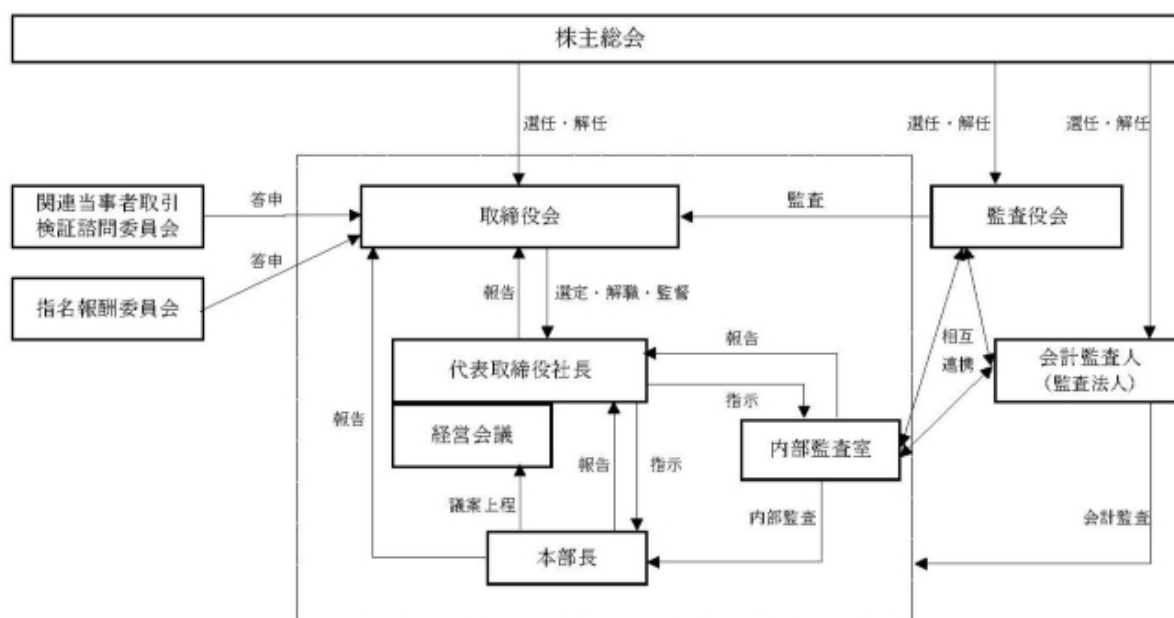 株主総会
選任・解任
選任・解任
選任・解任
関連当事者取引
検証諮問委員会
答申
取締役会
監査
監査役会
答申
指名報酬委員会
報告
選定・解職・監督
代表取締役社長
報告
指示
相互
連携
会計監査人
（監査法人）
報告
経営会議
報告
指示
内部監査室
議案上程
内部監査
会計監査
本部長